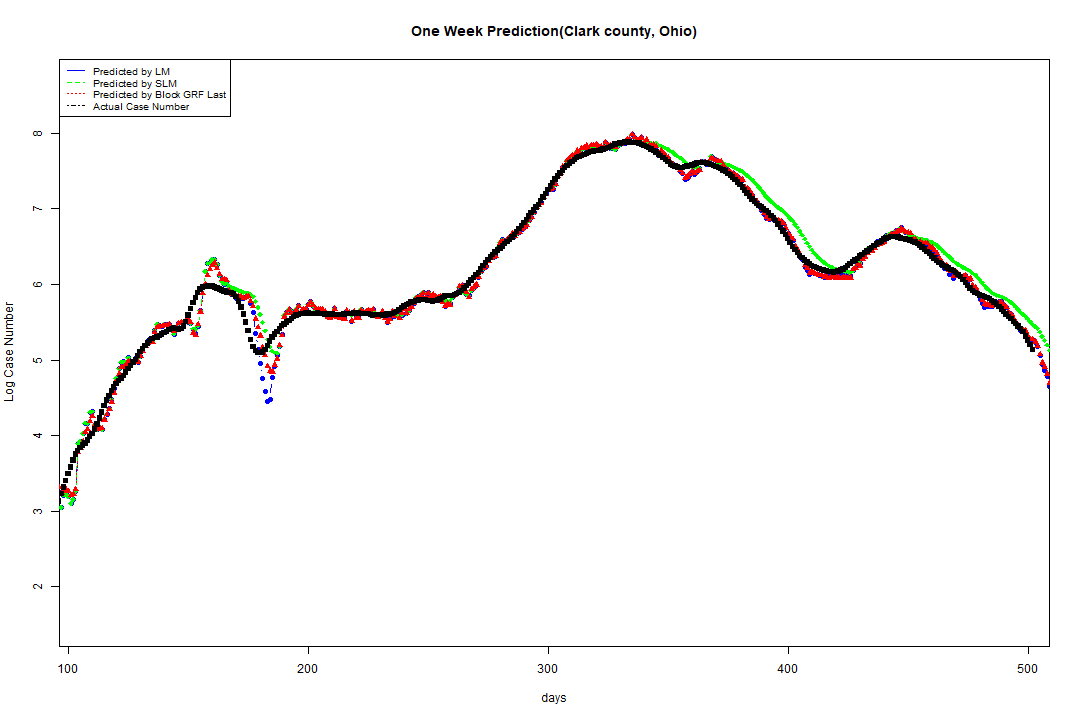 One Week Prediction(Clark county, Ohio)
Predicted by LM
Predicted by SLM
Predicted by Block GRF Last
Actual Case Number
8
7
6
5
4
3
2
Log Case Number
100 200 300 400 500
days